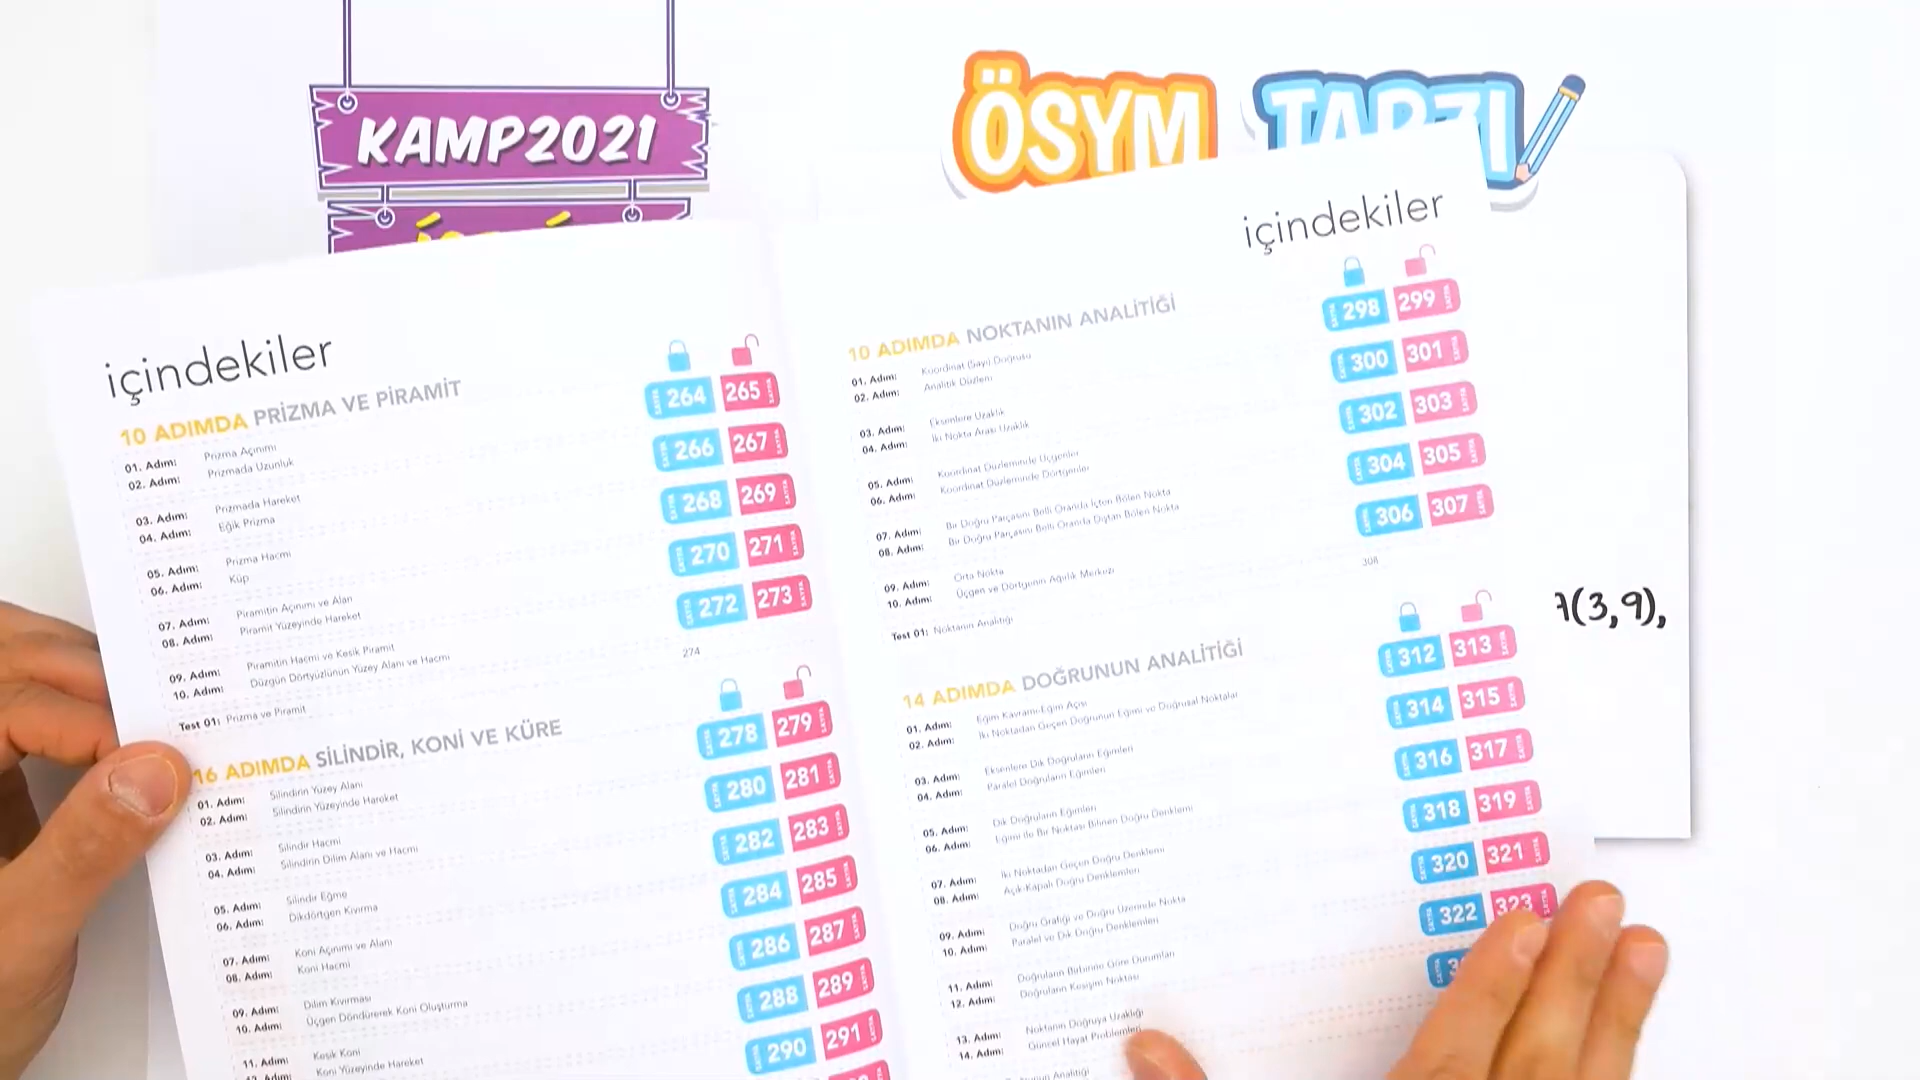 KAMP2021
ÖSYM TARZI
içindekiler
10 ADIMDA PRİZMA VE PİRAMİT
01. Adım: Prizma Açınımı
02. Adım: Prizmada Uzunluk
264 265
03. Adım: Prizmada Hareket
04. Adım: Eğik Prizma
266 267
05. Adım: Prizma Hacmi
06. Adım: Küp
268 269
07. Adım: Piramitin Açınımı ve Alan
08. Adım: Piramit Yüzeyinde Hareket
270 271
09. Adım: Piramitin Hacmi ve Kesik Piramit
10. Adım: Düzgün Dörtyüzlünün Yüzey Alanı ve Hacmi
272 273
Test 01: Prizma ve Piramit
274
16 ADIMDA SİLİNDİR, KONİ VE KÜRE
01. Adım: Silindirin Yüzey Alanı
02. Adım: Silindirin Yüzeyinde Hareket
278 279
03. Adım: Silindir Hacmi
04. Adım: Silindirin Dilim Alanı ve Hacmi
280 281
05. Adım: Silindir Eğme
06. Adım: Dikdörtgen Kıvırma
282 283
07. Adım: Koni Açınımı ve Alanı
08. Adım: Koni Hacmi
284 285
09. Adım: Dilim Kıvırması
10. Adım: Üçgen Döndürerek Koni Oluşturma
286 287
11. Adım: Kesik Koni
12. Adım: Koni Yüzeyinde Hareket
288 289
290 291
içindekiler
10 ADIMDA NOKTANIN ANALİTİĞİ
01. Adım: Koordinat (Sayı) Doğrusu
02. Adım: Analitik Düzlem
298 299
03. Adım: Eksenlere Uzaklık
04. Adım: İki Nokta Arası Uzaklık
300 301
05. Adım: Koordinat Düzleminde Üçgenler
06. Adım: Koordinat Düzleminde Dörtgenler
302 303
07. Adım: Bir Doğru Parçasını Belli Oranda İçten Bölen Nokta
08. Adım: Bir Doğru Parçasını Belli Oranda Dıştan Bölen Nokta
304 305
09. Adım: Orta Nokta
10. Adım: Üçgen ve Dörtgenin Ağırlık Merkezi
306 307
Test 01: Noktanın Analitiği
308
14 ADIMDA DOĞRUNUN ANALİTİĞİ
01. Adım: Eğim Kavramı-Eğim Açısı
02. Adım: İki Noktadan Geçen Doğrunun Eğimi ve Doğrusal Noktalar
312 313
03. Adım: Eksenlere Dik Doğruların Eğimleri
04. Adım: Paralel Doğruların Eğimleri
314 315
05. Adım: Dik Doğruların Eğimleri
06. Adım: Eğimi ile Bir Noktası Bilinen Doğru Denklemi
316 317
07. Adım: İki Noktadan Geçen Doğru Denklemi
08. Adım: Açık-Kapalı Doğru Denklemleri
318 319
09. Adım: Doğru Grafiği ve Doğru Üzerinde Nokta
10. Adım: Paralel ve Dik Doğru Denklemleri
320 321
11. Adım: Doğruların Birbirine Göre Durumları
12. Adım: Doğruların Kesişim Noktası
322 323
13. Adım: Noktanın Doğruya Uzaklığı
14. Adım: Güncel Hayat Problemleri
(3,9),